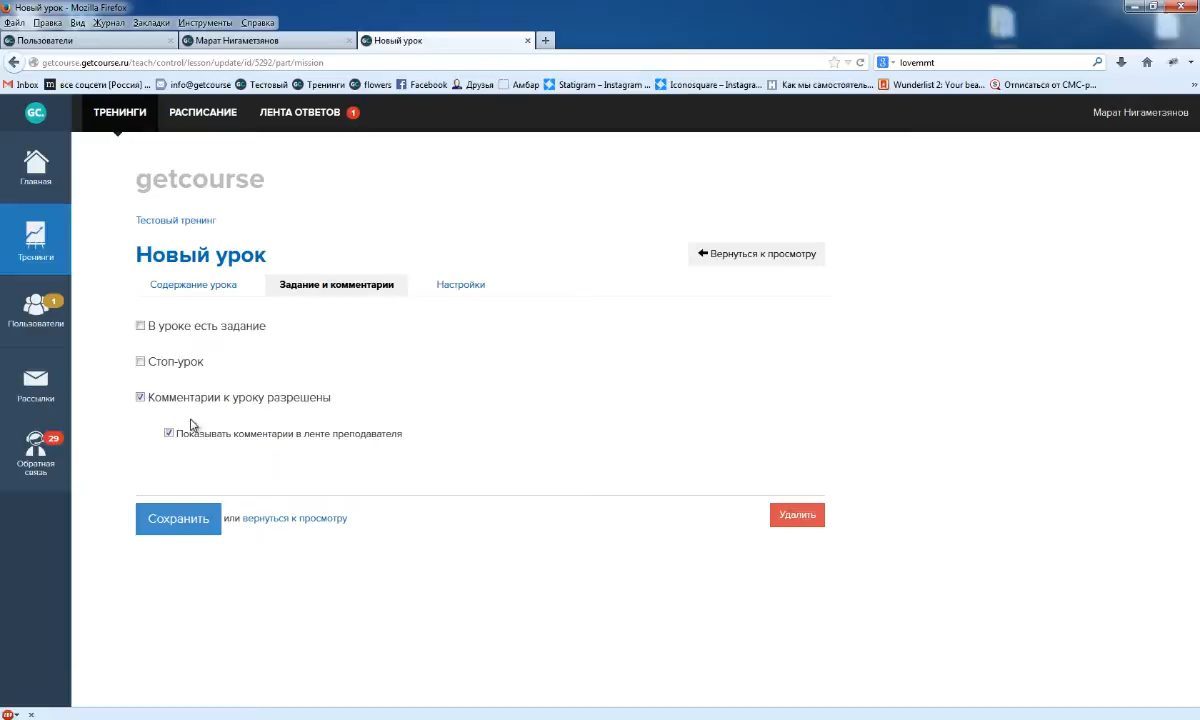 Новый урок - Mozilla Firefox
Файл Правка Вид Журнал Закладки Инструменты Справка
Пользователи Марат Нигаметзянов Новый урок
getcourse.getcourse.ru/teach/control/lesson/update/id/5292/part/mission lovemmt
Inbox все соцсети [Россия] ... info@getcourse Тестовый Тренинги flowers Facebook Друзья Амбар Statigram – Instagram ... Iconosquare – Instagra... Как мы самостоятель... Wunderlist 2: Your bea... Отписаться от СМС-р...
GC. ТРЕНИНГИ РАСПИСАНИЕ ЛЕНТА ОТВЕТОВ 1 Марат Нигаметзянов
Главная
getcourse
Тестовый тренинг
Тренинги
Новый урок
Вернуться к просмотру
Содержание урока Задание и комментарии Настройки
1
Пользователи
В уроке есть задание
Стоп-урок
Рассылки
Комментарии к уроку разрешены
29
Показывать комментарии в ленте преподавателя
Обратная
связь
Сохранить или вернуться к просмотру Удалить